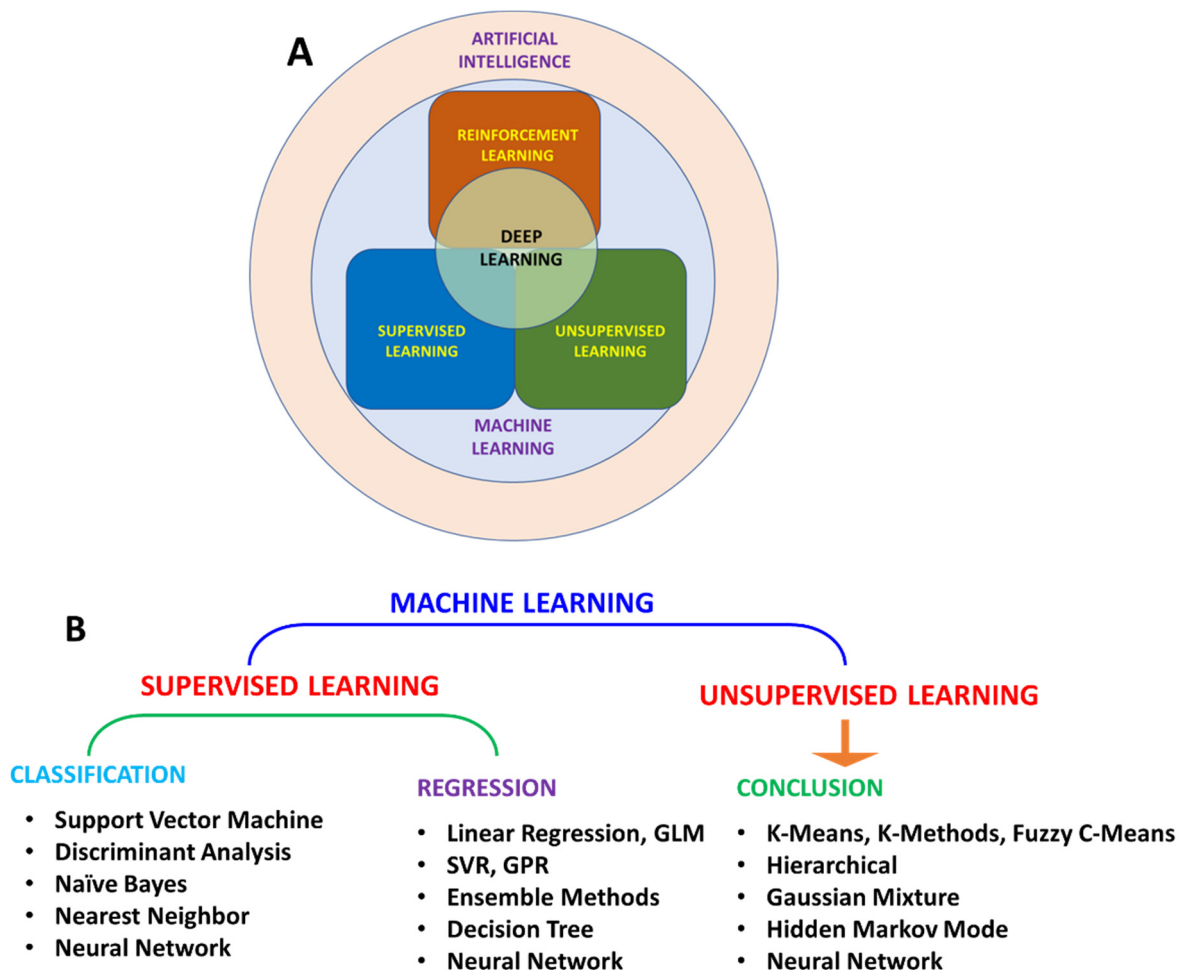 A
ARTIFICIAL
INTELLIGENCE
REINFORCEMENT
LEARNING
DEEP
LEARNING
SUPERVISED
LEARNING
UNSUPERVISED
LEARNING
MACHINE
LEARNING
B
MACHINE LEARNING
SUPERVISED LEARNING
UNSUPERVISED LEARNING
CLASSIFICATION
• Support Vector Machine
• Discriminant Analysis
• Naïve Bayes
• Nearest Neighbor
• Neural Network
REGRESSION
• Linear Regression, GLM
• SVR, GPR
• Ensemble Methods
• Decision Tree
• Neural Network
CONCLUSION
• K-Means, K-Methods, Fuzzy C-Means
• Hierarchical
• Gaussian Mixture
• Hidden Markov Mode
• Neural Network